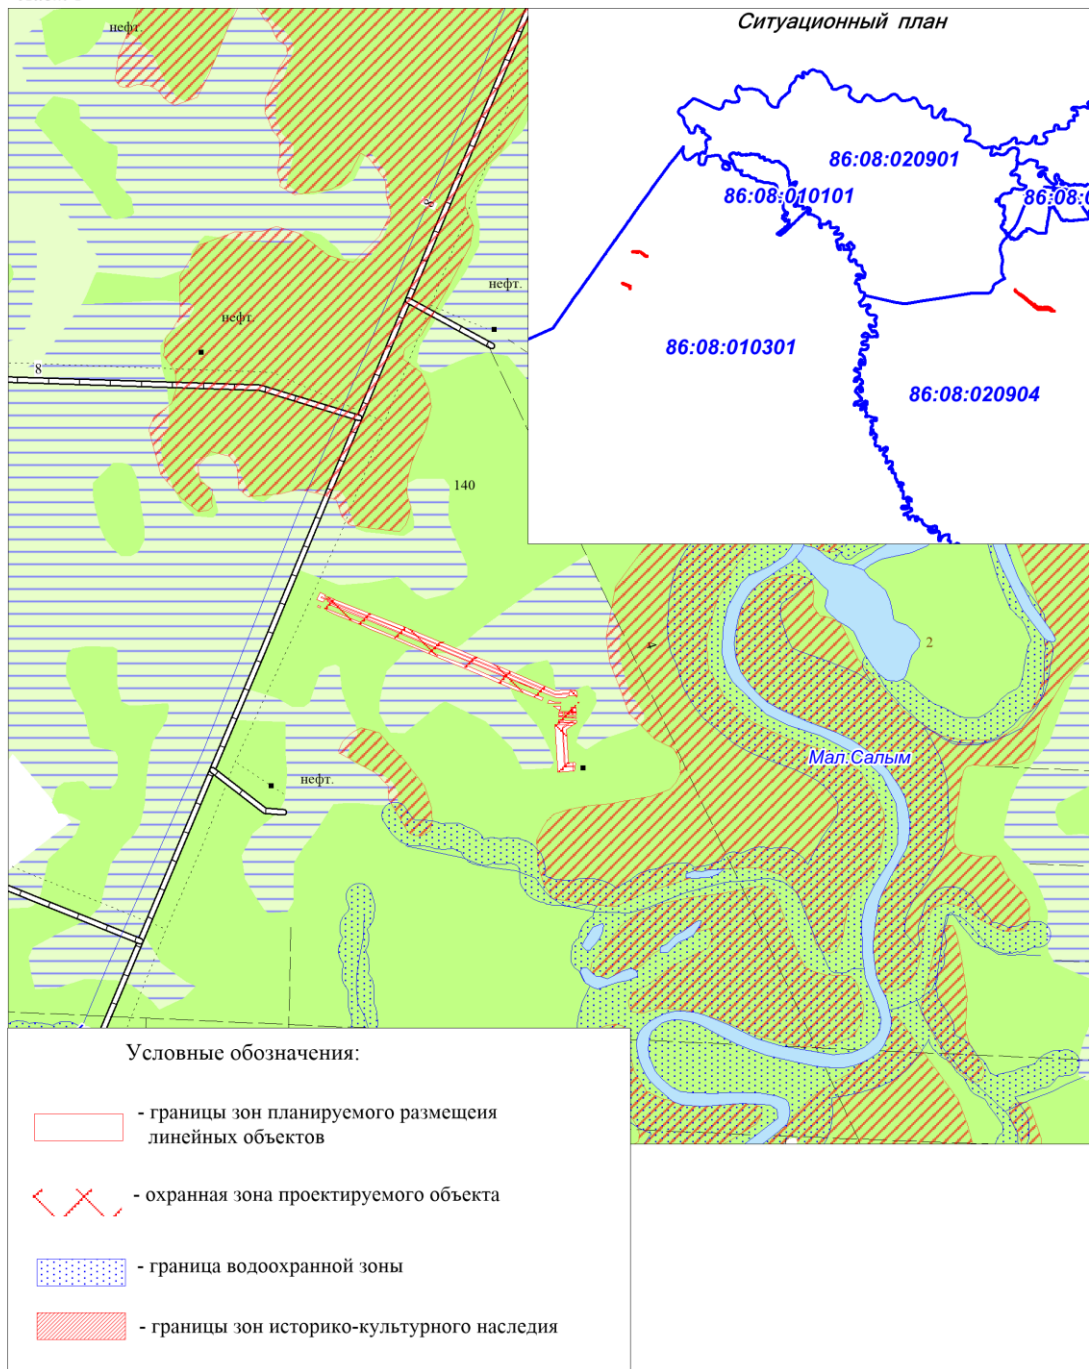 Ситуационный план
нефт.
86:08:020901
86:08:010101
86:08:0
8
нефт.
нефт.
86:08:010301
8
86:08:020904
140
2
4
Мал.Салым
нефт.
Условные обозначения:
- границы зон планируемого размещеия
линейных объектов
- охранная зона проектируемого объекта
- граница водоохранной зоны
- границы зон историко-культурного наследия